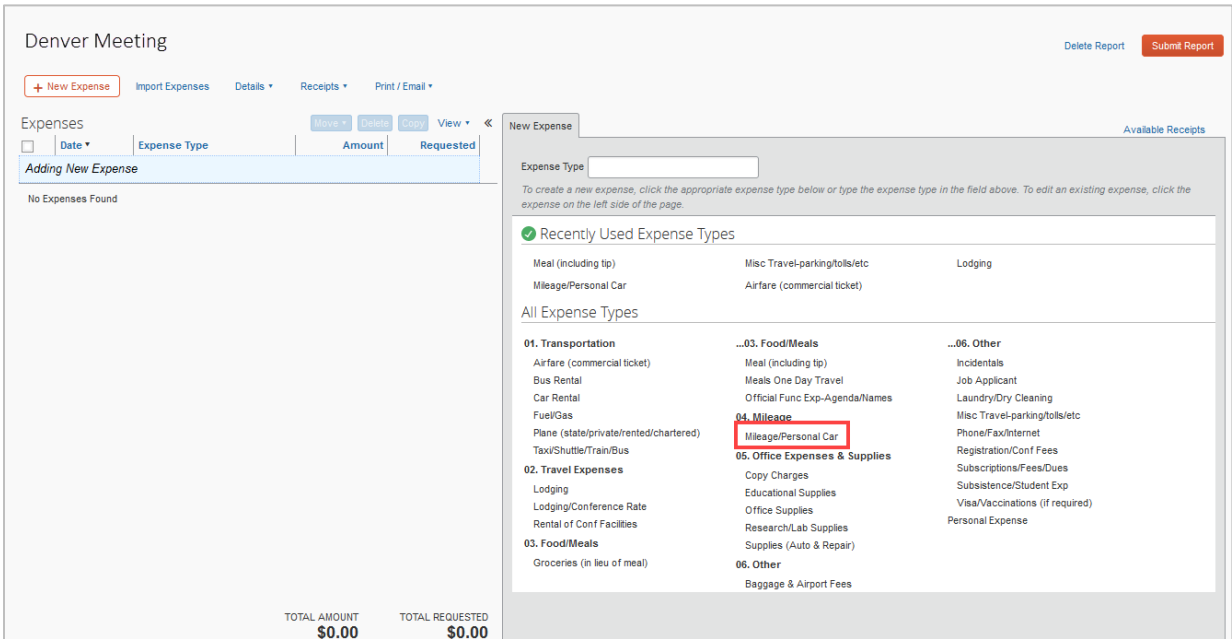 Denver Meeting
Delete Report
Submit Report
+ New Expense
Import Expenses
Details
Receipts
Print / Email
Expenses
Move
Delete
Copy
View
«
Date
Expense Type
Amount
Requested
Adding New Expense
No Expenses Found
TOTAL AMOUNT
$0.00
TOTAL REQUESTED
$0.00
New Expense
Available Receipts
Expense Type
To create a new expense, click the appropriate expense type below or type the expense type in the field above. To edit an existing expense, click the
expense on the left side of the page.
Recently Used Expense Types
Meal (including tip)
Misc Travel-parking/tolls/etc
Lodging
Mileage/Personal Car
Airfare (commercial ticket)
All Expense Types
01. Transportation
Airfare (commercial ticket)
Bus Rental
Car Rental
Fuel/Gas
Plane (state/private/rented/chartered)
Taxi/Shuttle/Train/Bus
02. Travel Expenses
Lodging
Lodging/Conference Rate
Rental of Conf Facilities
03. Food/Meals
Groceries (in lieu of meal)
...03. Food/Meals
Meal (including tip)
Meals One Day Travel
Official Func Exp-Agenda/Names
04. Mileage
Mileage/Personal Car
05. Office Expenses & Supplies
Copy Charges
Educational Supplies
Office Supplies
Research/Lab Supplies
Supplies (Auto & Repair)
06. Other
Baggage & Airport Fees
...06. Other
Incidentals
Job Applicant
Laundry/Dry Cleaning
Misc Travel-parking/tolls/etc
Phone/Fax/Internet
Registration/Conf Fees
Subscriptions/Fees/Dues
Subsistence/Student Exp
Visa/Vaccinations (if required)
Personal Expense